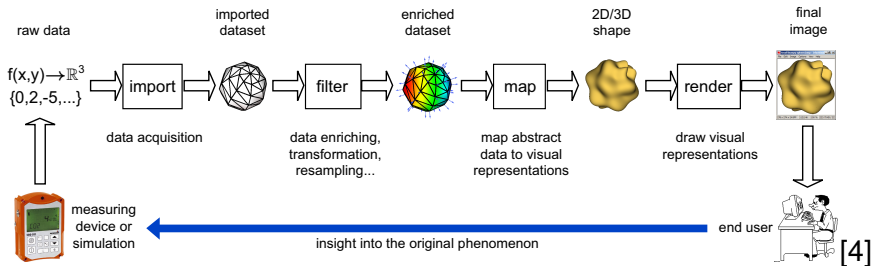 raw data
imported
dataset
enriched
dataset
2D/3D
shape
final
image
f(x,y)→ℝ³
{0,2,-5,...}
import
filter
map
render
data acquisition
data enriching,
transformation,
resampling...
map abstract
data to visual
representations
draw visual
representations
measuring
device or
simulation
insight into the original phenomenon
end user
[4]